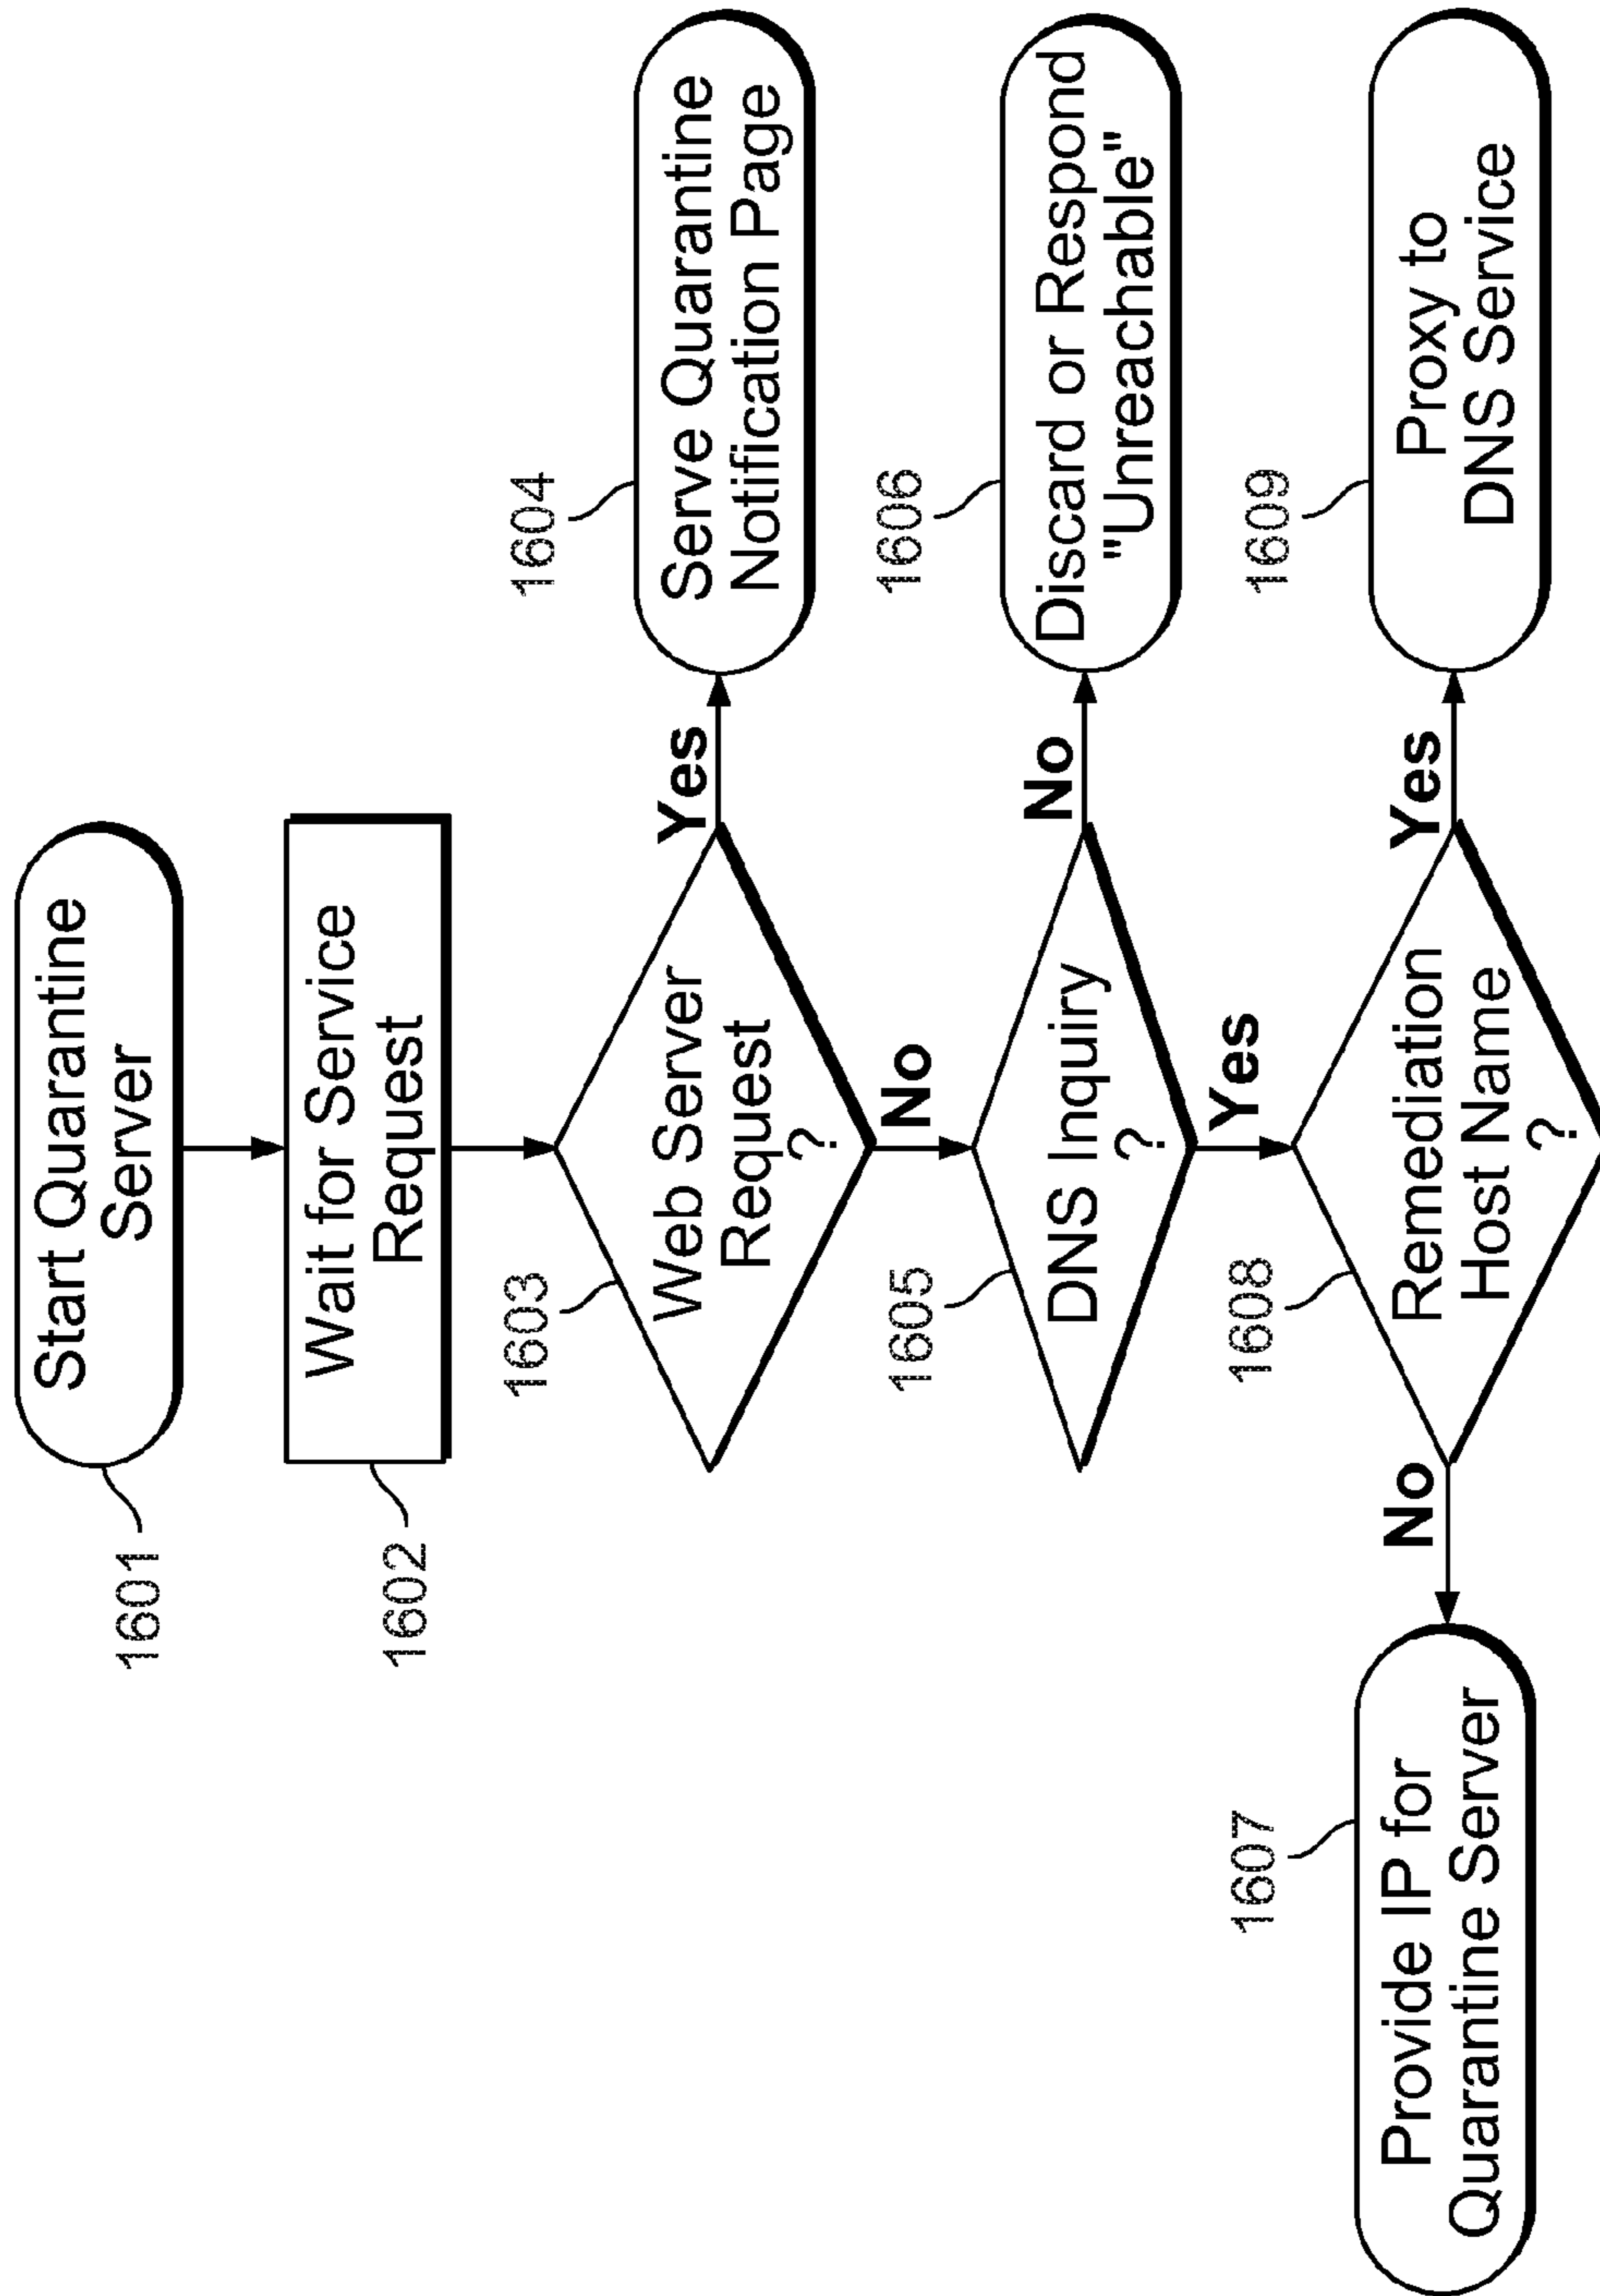 1601
Start Quarantine
Server
1602
Wait for Service
Request
1603
Web Server
Request
?
Yes
1604
Serve Quarantine
Notification Page
No
1605
DNS Inquiry
?
No
1606
Discard or Respond
"Unreachable"
Yes
1608
Remediation
Host Name
?
No
1607
Provide IP for
Quarantine Server
Yes
1609
Proxy to
DNS Service